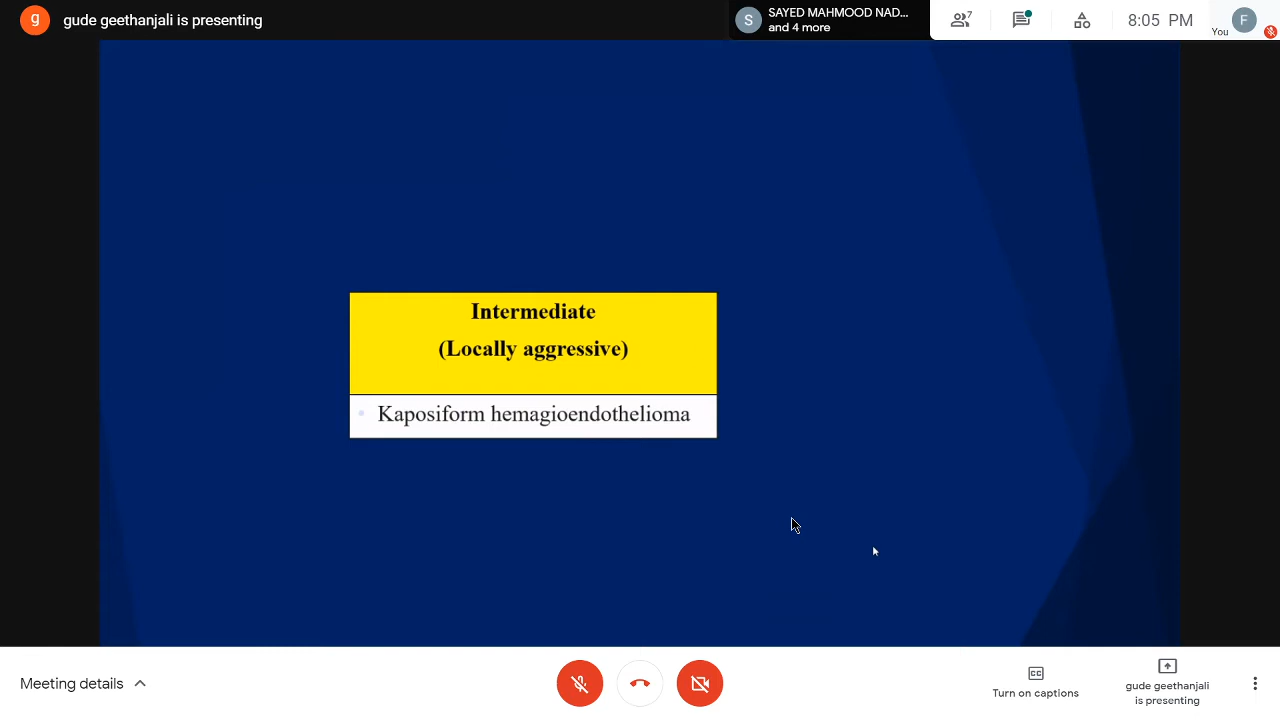 g
gude geethanjali is presenting
S
SAYED MAHMOOD NAD...
and 4 more
7
8:05 PM
You
F
Intermediate
(Locally aggressive)
• Kaposiform hemagioendothelioma
Meeting details
CC
Turn on captions
gude geethanjali
is presenting